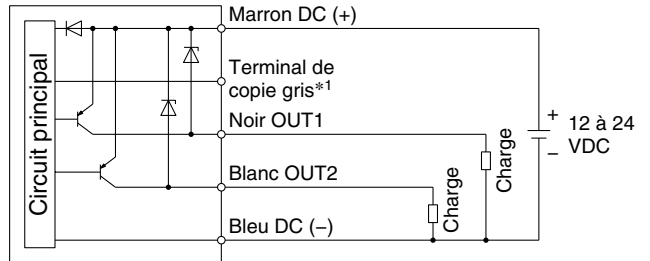 Marron DC (+)
Circuit principal
Terminal de
copie gris*1
Noir OUT1
Blanc OUT2
Bleu DC (−)
Charge
Charge
+
12 à 24
VDC
−